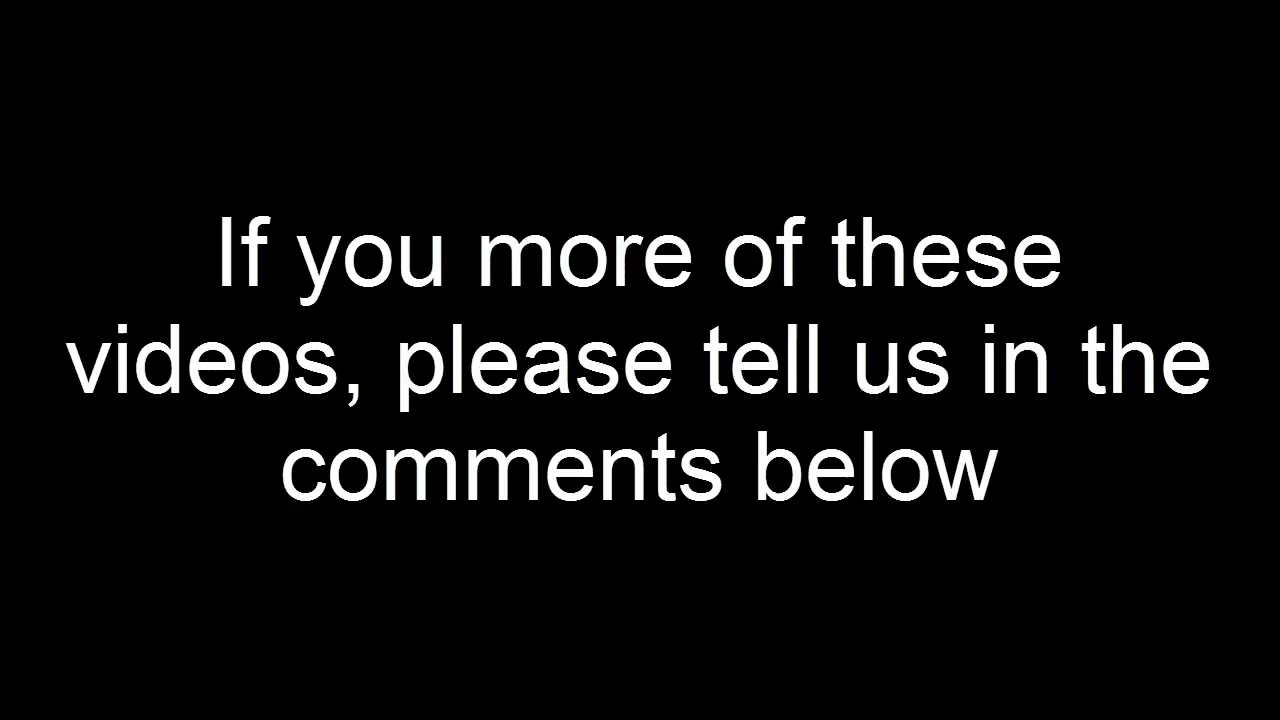 If you more of these
videos, please tell us in the
comments below